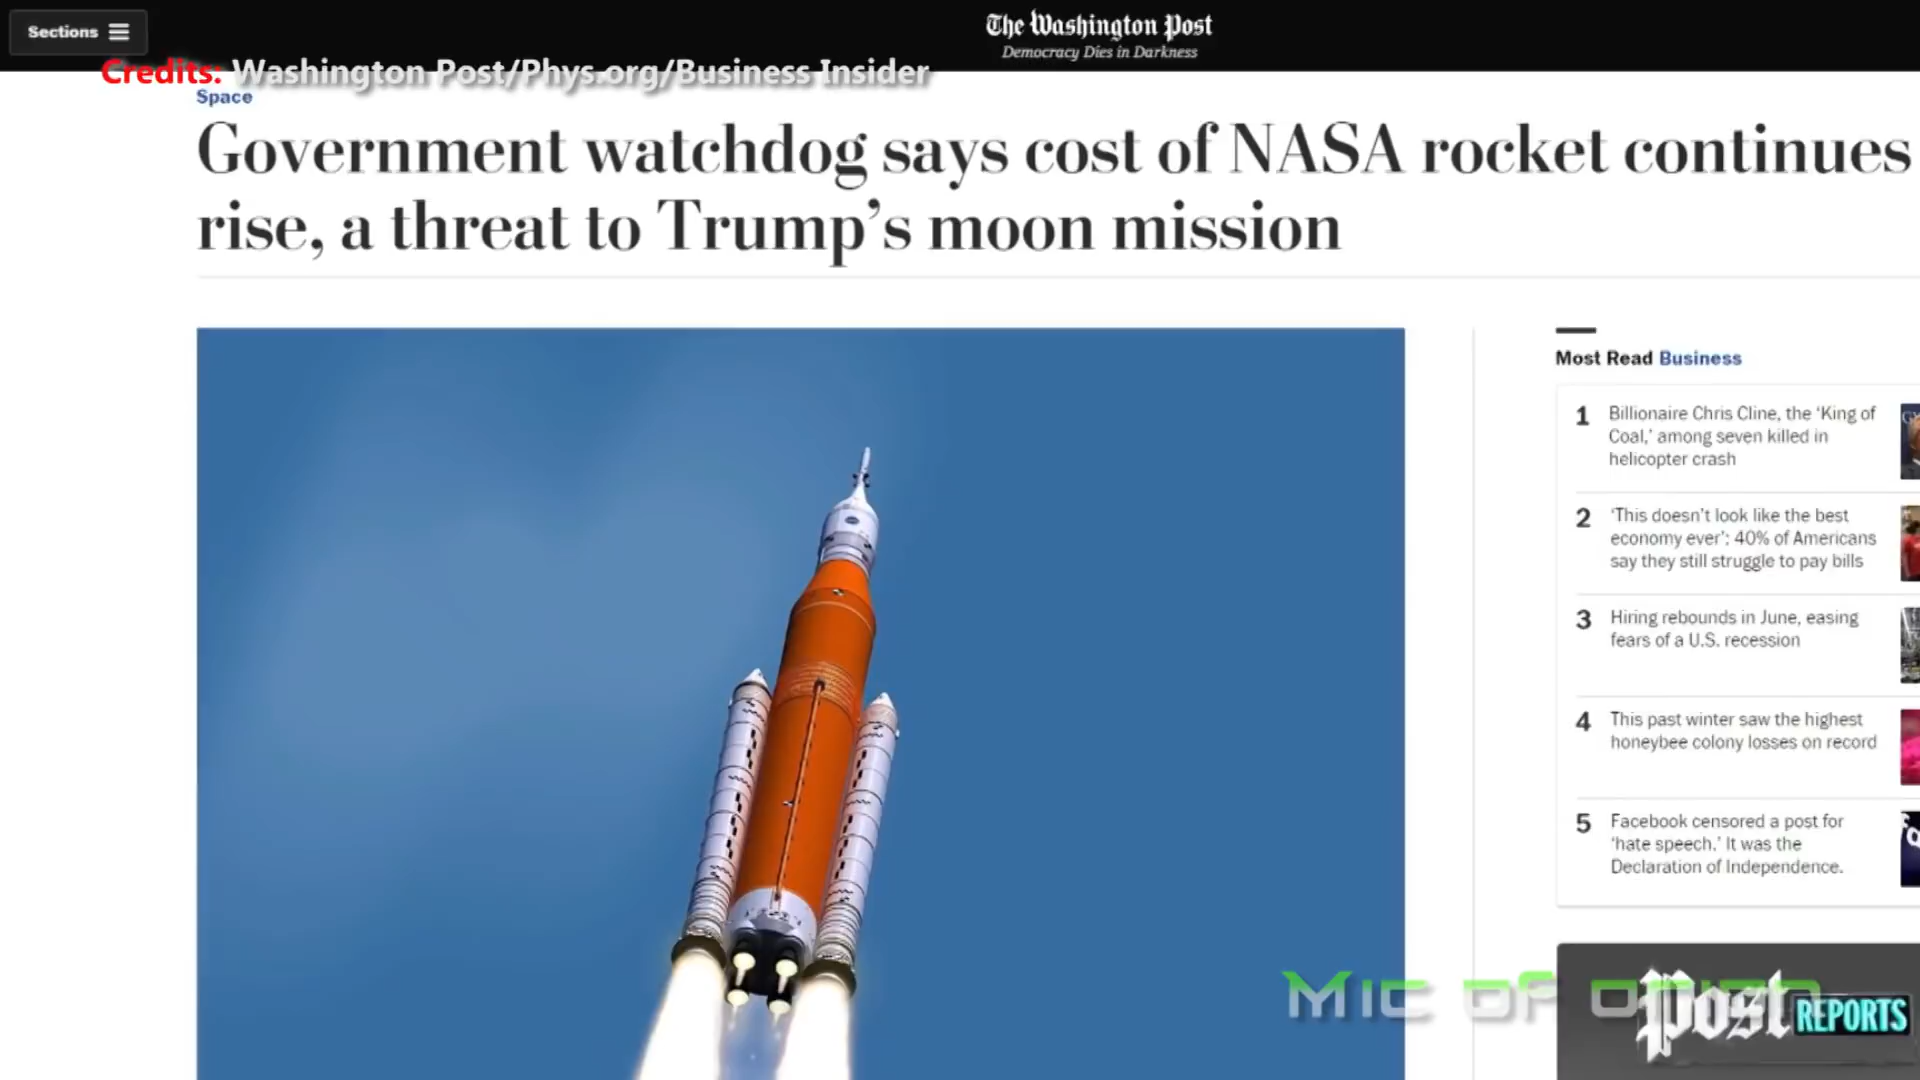 Sections
The Washington Post
Democracy Dies in Darkness
Credits: Washington Post/Phys.org/Business Insider
Space
Government watchdog says cost of NASA rocket continues
rise, a threat to Trump’s moon mission
Most Read Business
1 Billionaire Chris Cline, the ‘King of
Coal,’ among seven killed in
helicopter crash
2 ‘This doesn’t look like the best
economy ever’: 40% of Americans
say they still struggle to pay bills
3 Hiring rebounds in June, easing
fears of a U.S. recession
4 This past winter saw the highest
honeybee colony losses on record
5 Facebook censored a post for
‘hate speech.’ It was the
Declaration of Independence.
Mic of
Post REPORTS